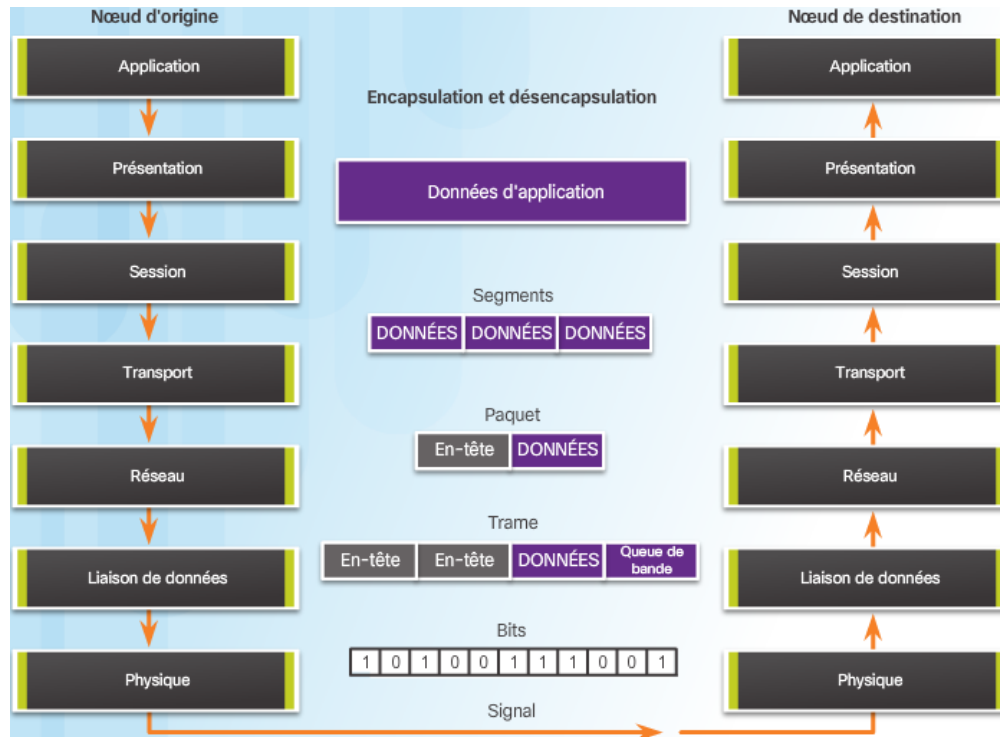 Nœud d'origine
Application
Présentation
Session
Transport
Réseau
Liaison de données
Physique
Encapsulation et désencapsulation
Données d'application
Segments
DONNÉES DONNÉES DONNÉES
Paquet
En-tête DONNÉES
Trame
En-tête En-tête DONNÉES Queue de bande
Bits
1 0 1 0 0 1 1 1 0 0 1
Signal
Nœud de destination
Application
Présentation
Session
Transport
Réseau
Liaison de données
Physique